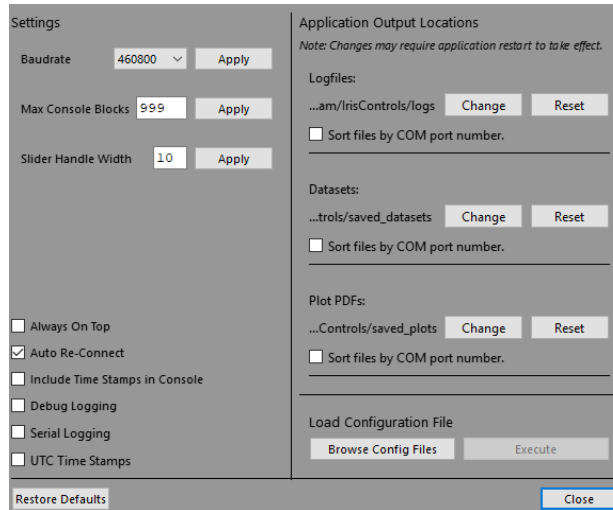 Settings
Baudrate 460800 Apply
Max Console Blocks 999 Apply
Slider Handle Width 10 Apply
Always On Top
Auto Re-Connect
Include Time Stamps in Console
Debug Logging
Serial Logging
UTC Time Stamps
Restore Defaults
Application Output Locations
Note: Changes may require application restart to take effect.
Logfiles:
...am/IrisControls/logs Change Reset
Sort files by COM port number.
Datasets:
...trols/saved_datasets Change Reset
Sort files by COM port number.
Plot PDFs:
...Controls/saved_plots Change Reset
Sort files by COM port number.
Load Configuration File
Browse Config Files Execute
Close